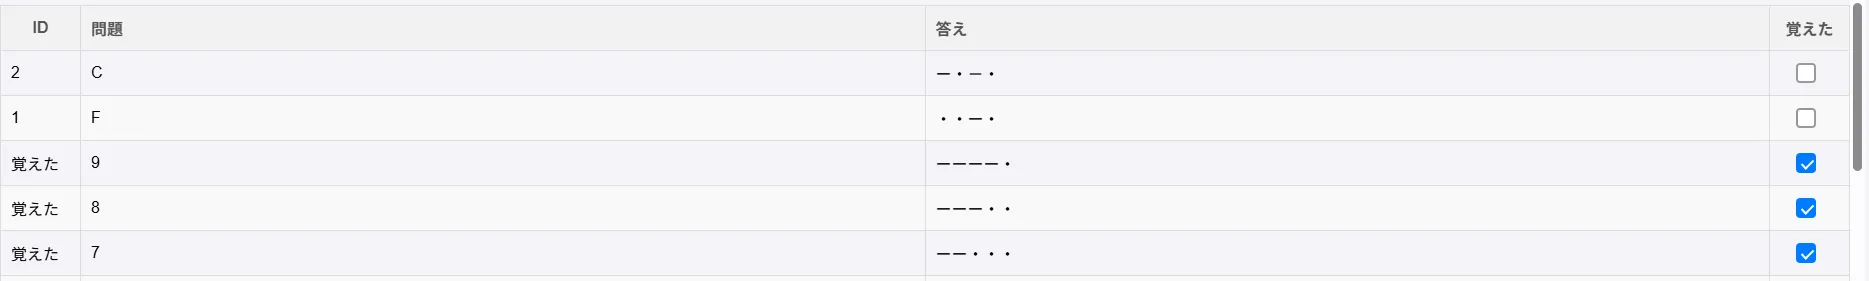 ID 問題 答え 覚えた
2 C ー・ー・
1 F ・・ー・
覚えた 9 ーーーー・
覚えた 8 ーーー・・
覚えた 7 ーー・・・